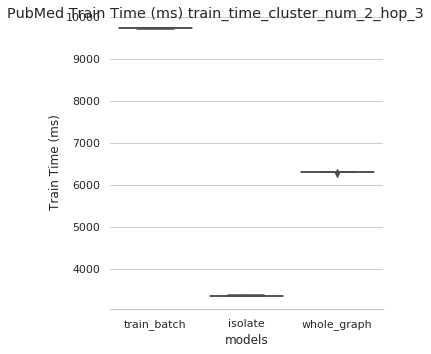 PubMed Train Time (ms) train_time_cluster_num_2_hop_3
10000
9000
8000
7000
6000
5000
4000
Train Time (ms)
train_batch isolate whole_graph
models